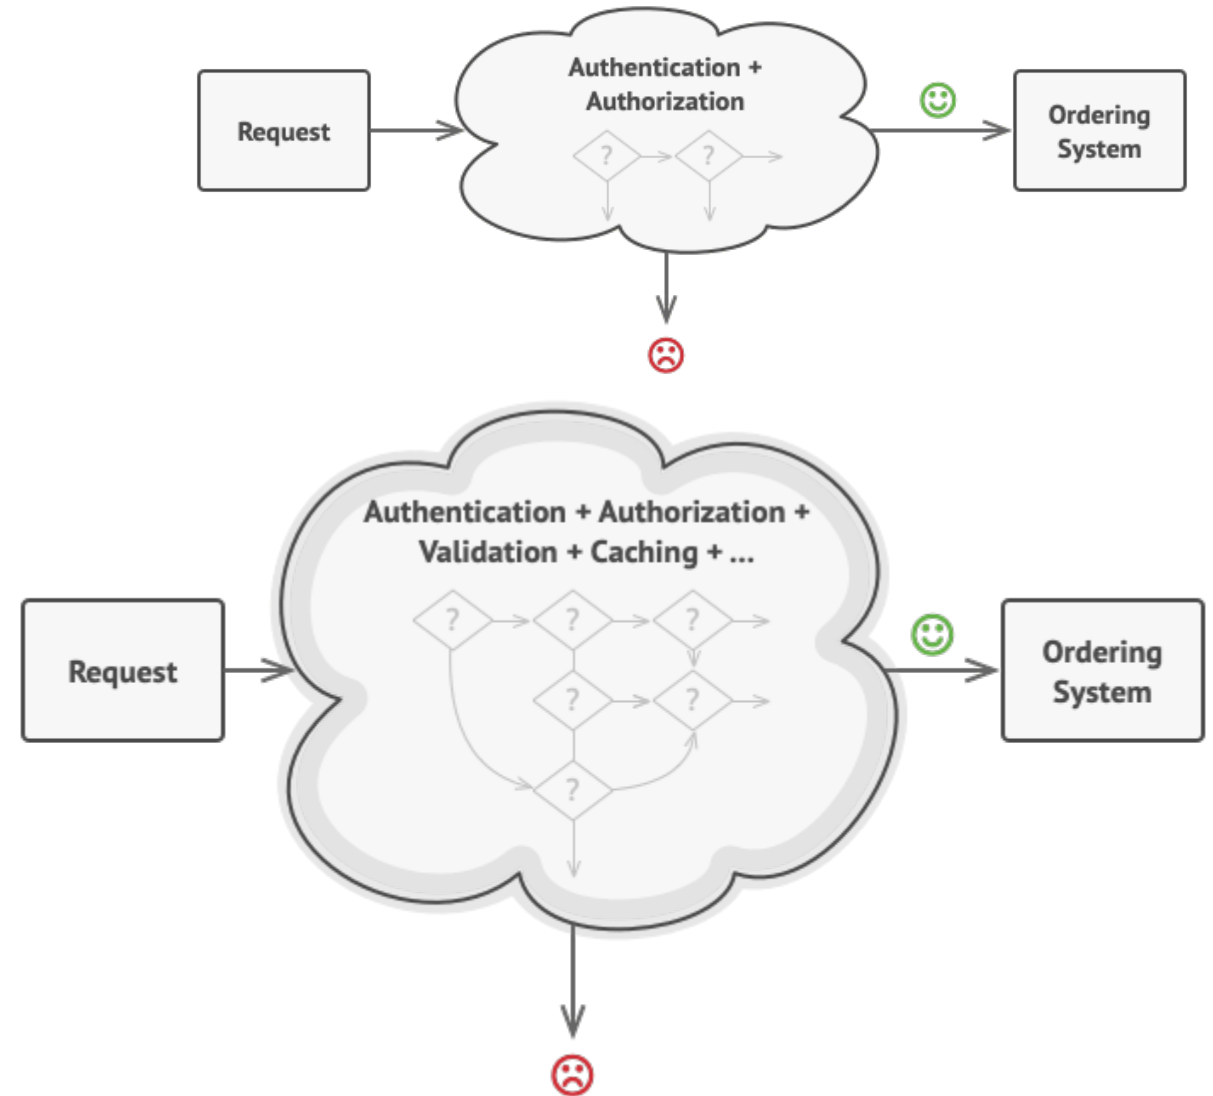 Authentication +
Authorization
Request
? ?
Ordering
System
Authentication + Authorization +
Validation + Caching + ...
? ? ?
Request
? ?
Ordering
System
?